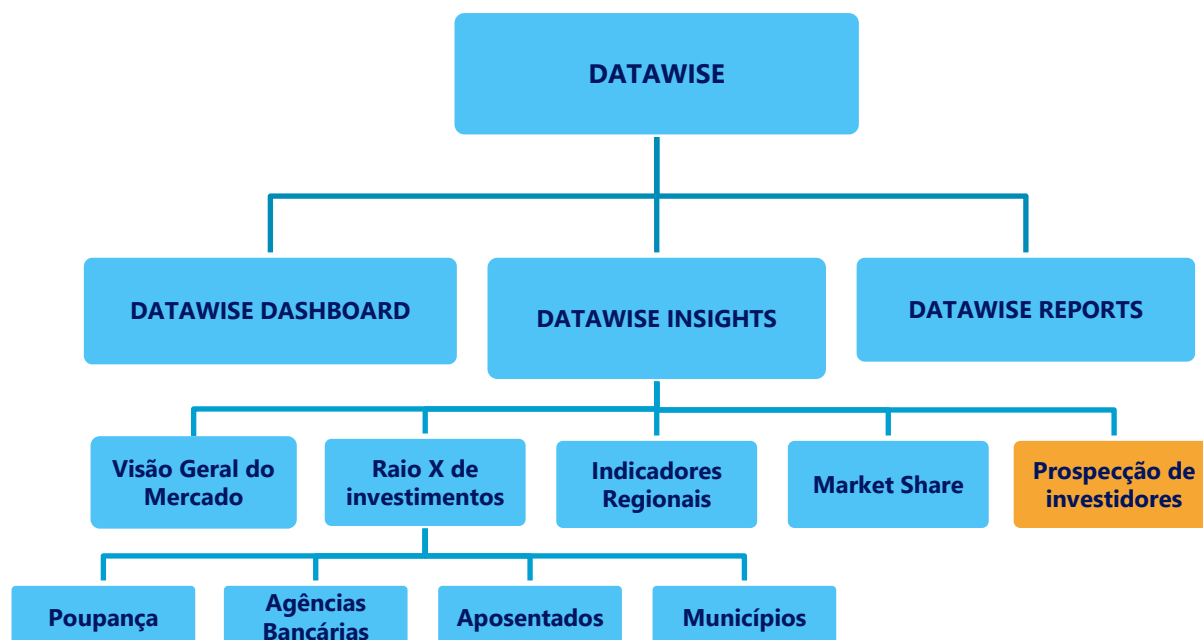 DATAWISE
DATAWISE DASHBOARD
DATAWISE INSIGHTS
DATAWISE REPORTS
Visão Geral do
Mercado
Raio X de
investimentos
Indicadores
Regionais
Market Share
Prospecção de
investidores
Poupança
Agências
Bancárias
Aposentados
Municípios